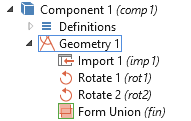 Component 1 (comp1)
Definitions
Geometry 1
Import 1 (imp1)
Rotate 1 (rot1)
Rotate 2 (rot2)
Form Union (fin)